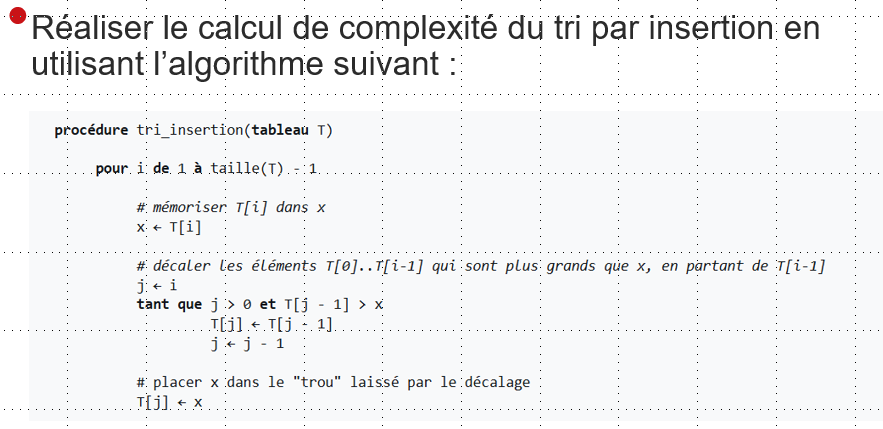 Réaliser le calcul de complexité du tri par insertion en
utilisant l’algorithme suivant :
procédure tri_insertion(tableau T)
pour i de 1 à taille(T) - 1
# mémoriser T[i] dans x
x ← T[i]
# décaler les éléments T[0]..T[i-1] qui sont plus grands que x, en partant de T[i-1]
j ← i
tant que j > 0 et T[j - 1] > x
T[j] ← T[j - 1]
j ← j - 1
# placer x dans le "trou" laissé par le décalage
T[j] ← x